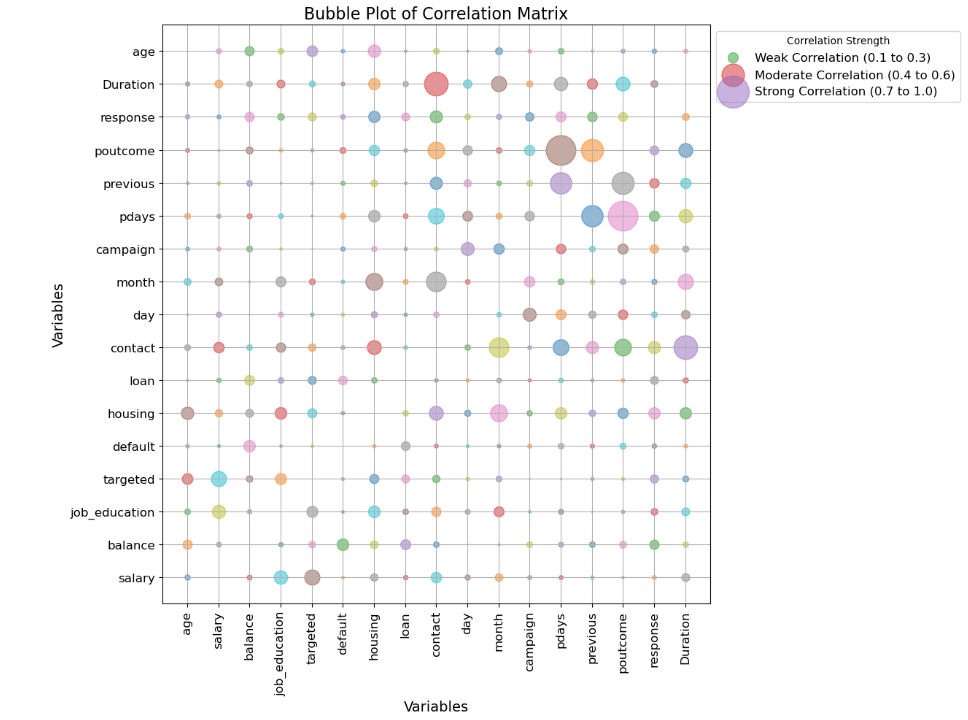 Bubble Plot of Correlation Matrix
Correlation Strength
Weak Correlation (0.1 to 0.3)
Moderate Correlation (0.4 to 0.6)
Strong Correlation (0.7 to 1.0)
Variables
age
Duration
response
poutcome
previous
pdays
campaign
month
day
contact
loan
housing
default
targeted
job_education
balance
salary
age
salary
balance
job_education
targeted
default
housing
loan
contact
day
month
campaign
pdays
previous
poutcome
response
Duration
Variables